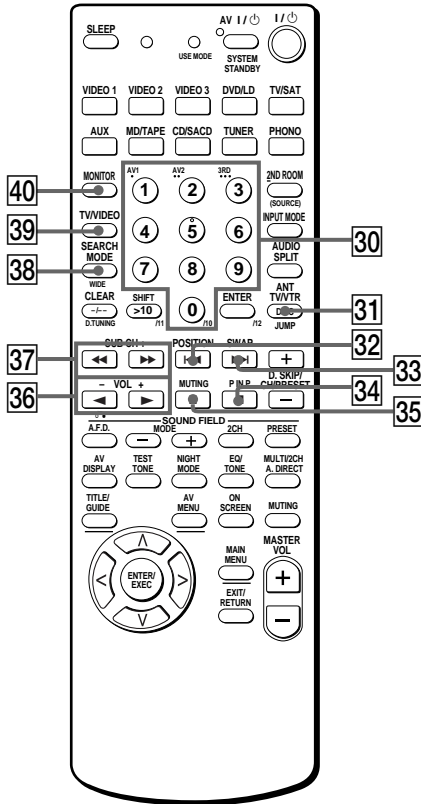 AV I / I /
SLEEP
USE MODE
SYSTEM
STANDBY
VIDEO 1 VIDEO 2 VIDEO 3 DVD/LD TV/SAT
AUX MD/TAPE CD/SACD TUNER PHONO
MONITOR AV1 AV2 3RD 2ND ROOM
40 1 2 3 (SOURCE)
TV/VIDEO INPUT MODE
39 4 5 6 30
SEARCH AUDIO
MODE SPLIT
38 7 8 9
WIDE ANT
CLEAR SHIFT ENTER TV/VTR
-/-- >10 0 DISC 31
D.TUNING /11 /10 /12 JUMP
SUB CH + POSITION SWAP 32
37 + 33
D. SKIP/
CH/PRESET
− VOL + MUTING P IN P 34
36 − 35
SOUND FIELD
A.F.D. MODE 2CH PRESET
− +
AV TEST NIGHT EQ/ MULTI/2CH
DISPLAY TONE MODE TONE A. DIRECT
TITLE/ AV ON
GUIDE MENU SCREEN MUTING
MAIN MASTER
MENU VOL
ENTER/
EXEC +
EXIT/
RETURN −